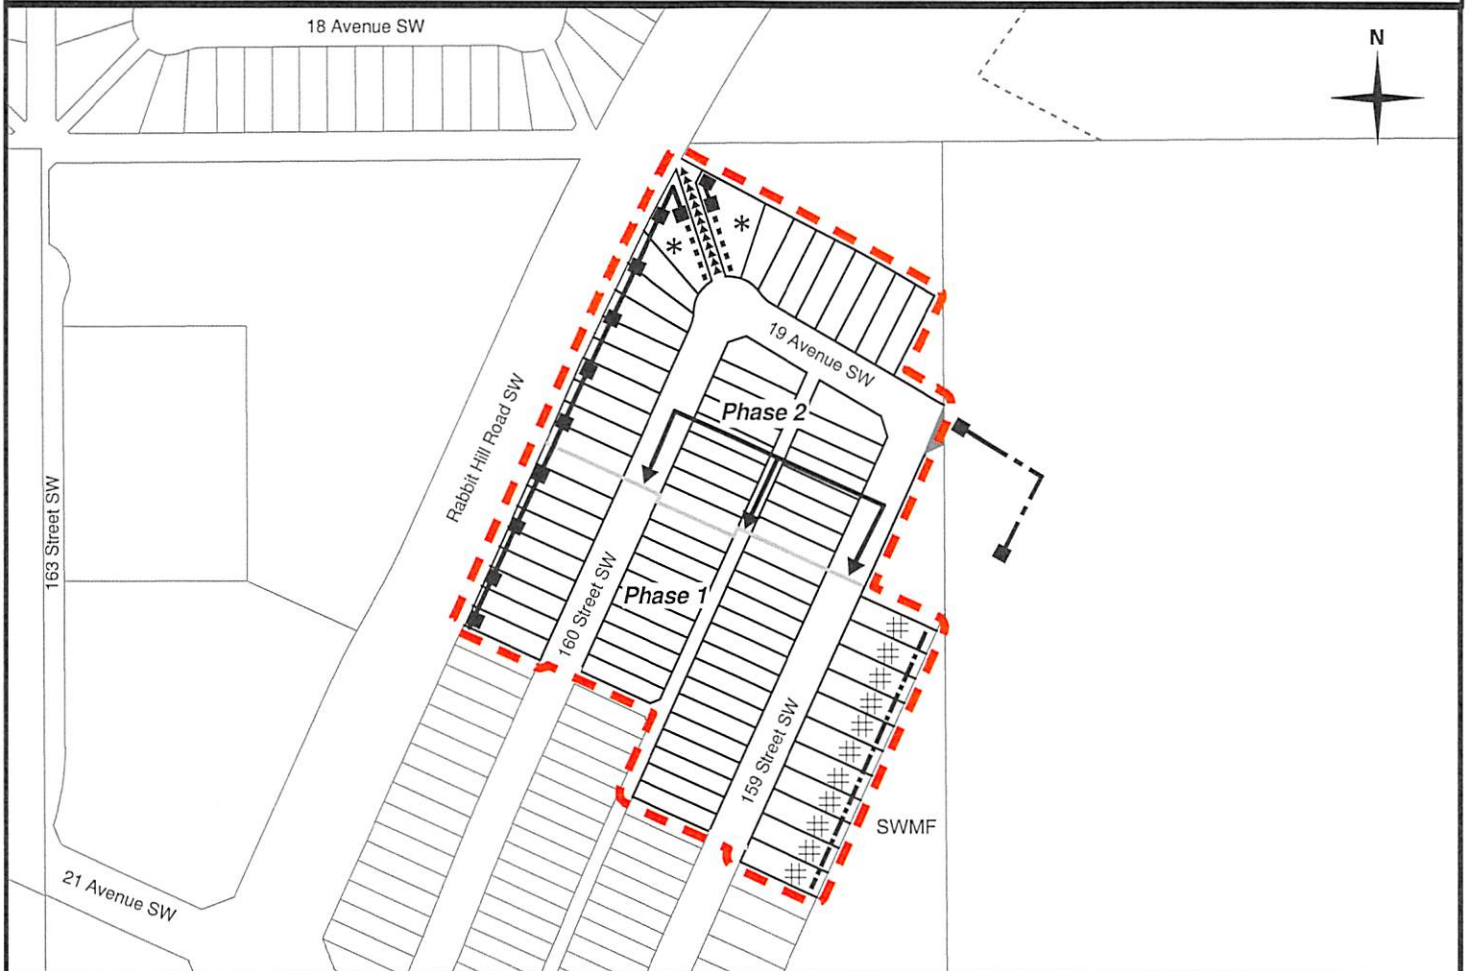 18 Avenue SW
N
19 Avenue SW
Phase 2
Rabbit Hill Road SW
163 Street SW
160 Street SW
Phase 1
159 Street SW
SWMF
21 Avenue SW